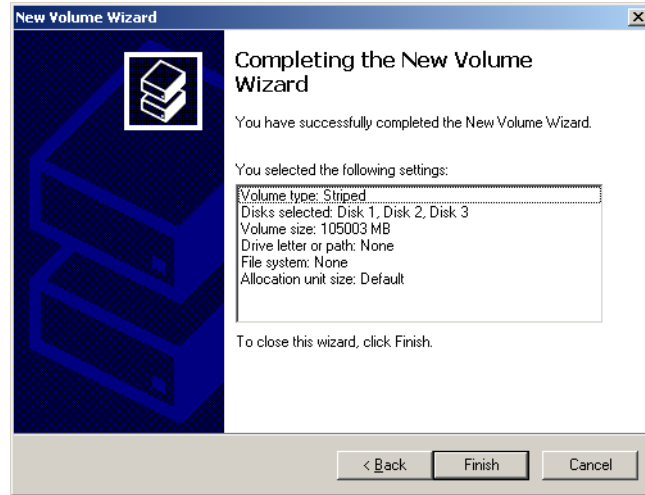 New Volume Wizard
Completing the New Volume
Wizard
You have successfully completed the New Volume Wizard.
You selected the following settings:
Volume type: Striped
Disks selected: Disk 1, Disk 2, Disk 3
Volume size: 105003 MB
Drive letter or path: None
File system: None
Allocation unit size: Default
To close this wizard, click Finish.
< Back
Finish
Cancel